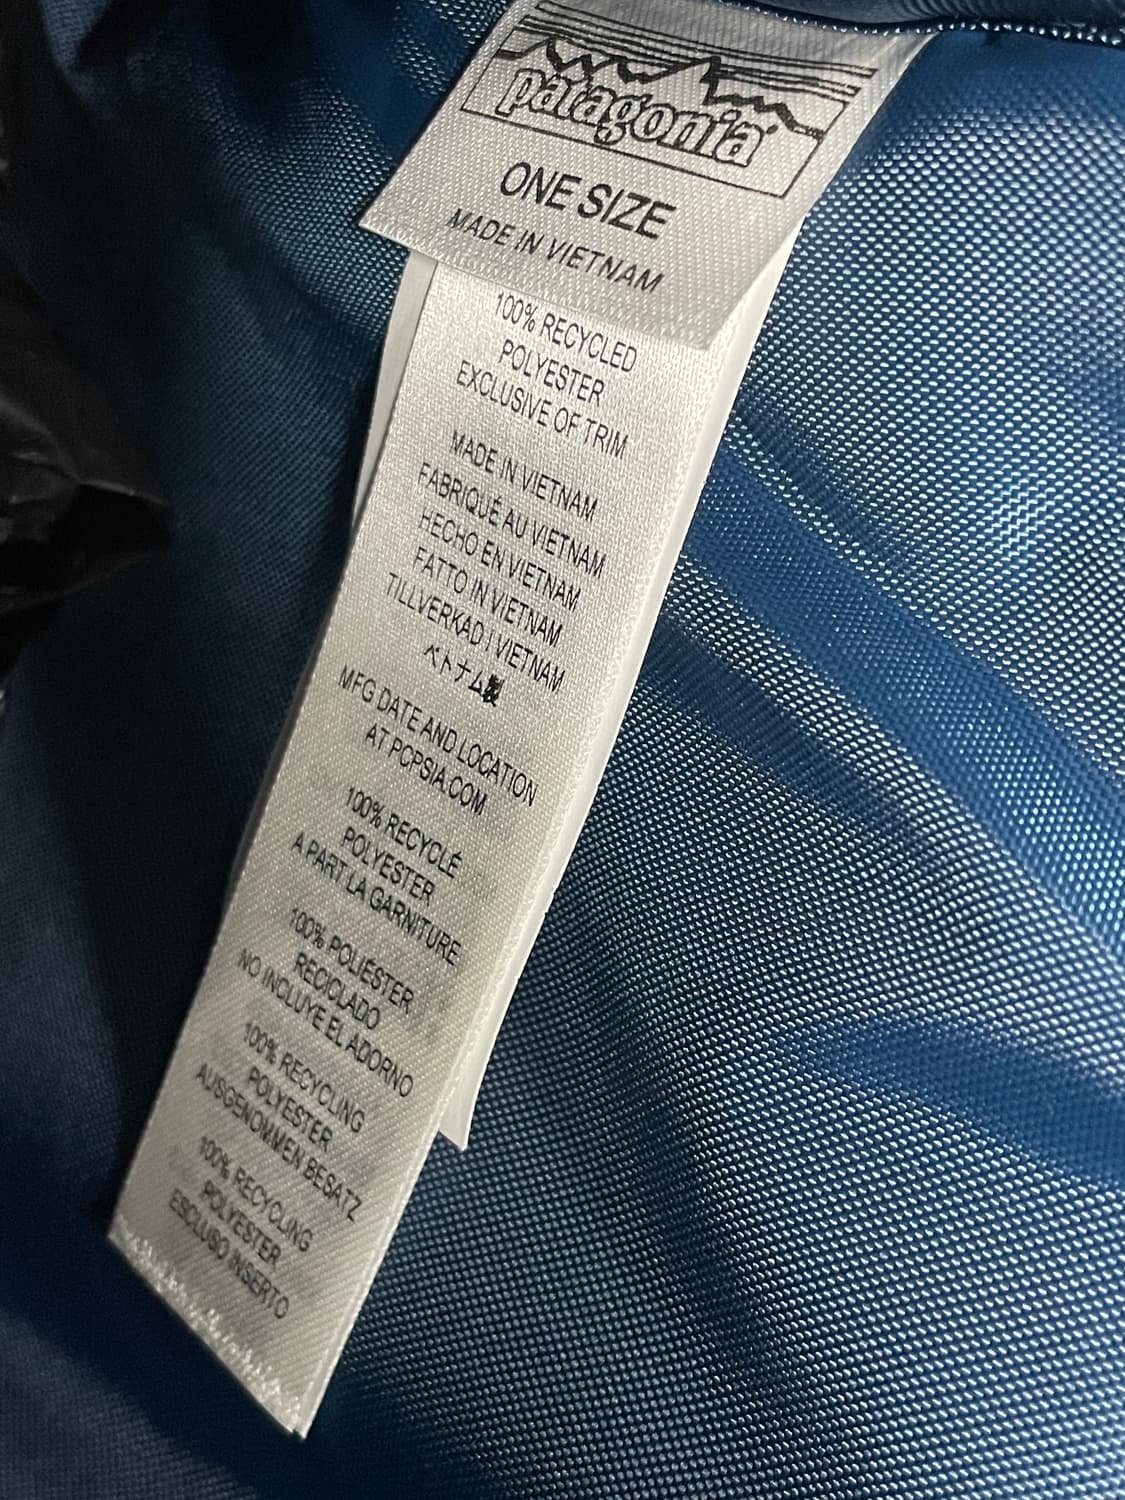 patagonia
ONE SIZE
MADE IN VIETNAM
100% RECYCLED
POLYESTER
EXCLUSIVE OF TRIM
MADE IN VIETNAM
FABRIQUÉ AU VIETNAM
HECHO EN VIETNAM
FATTO IN VIETNAM
TILLVERKAD I VIETNAM
ベトナム製
MFG DATE AND LOCATION
AT PCPSIA.COM
100% RECYCLÉ
POLYESTER
A PART LA GARNITURE
100% POLIÉSTER
RECICLADO
NO INCLUYE EL ADORNO
100% RECYCLING
POLYESTER
AUSGENOMMEN BESATZ
100% RECYCLING
POLYESTER
ESCLUSO INSERTO